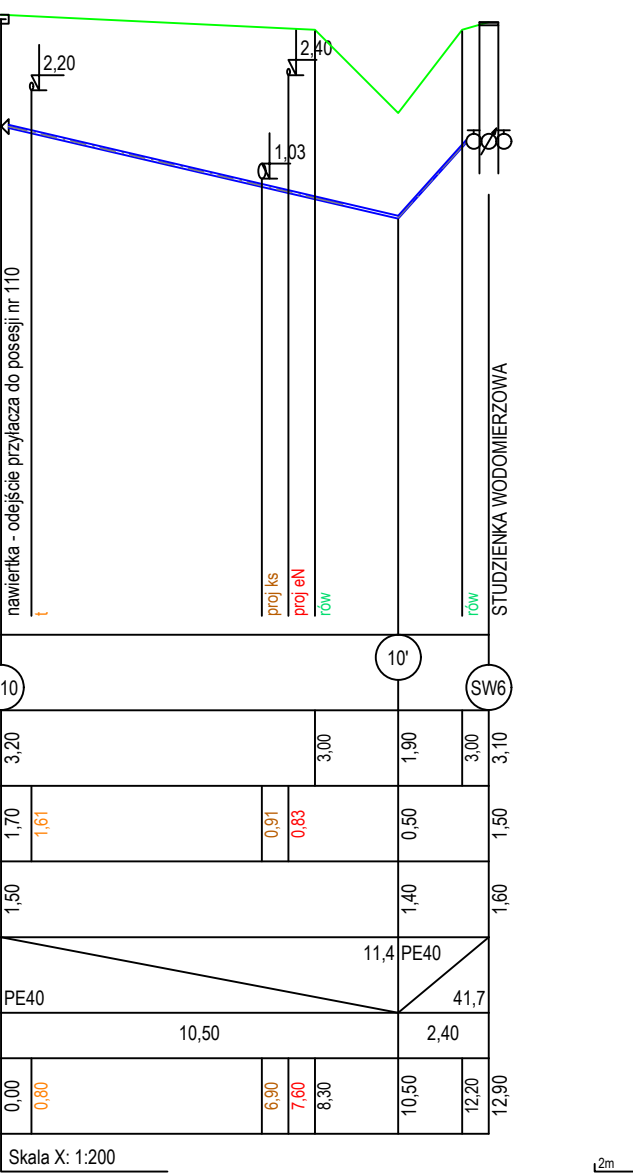 2,20
2,40
1,03
nawiertka - odejście przyłacza do posesji nr 110
t
proj ks
proj eN
rów
rów
STUDZIENKA WODOMIERZOWA
10
10'
SW6
3,20
3,00
1,90
3,00
3,10
1,70
1,61
0,91
0,83
0,50
1,50
1,50
1,40
1,60
11,4
PE40
PE40
41,7
10,50
2,40
0,00
0,80
6,90
7,60
8,30
10,50
12,20
12,90
Skala X: 1:200
2m